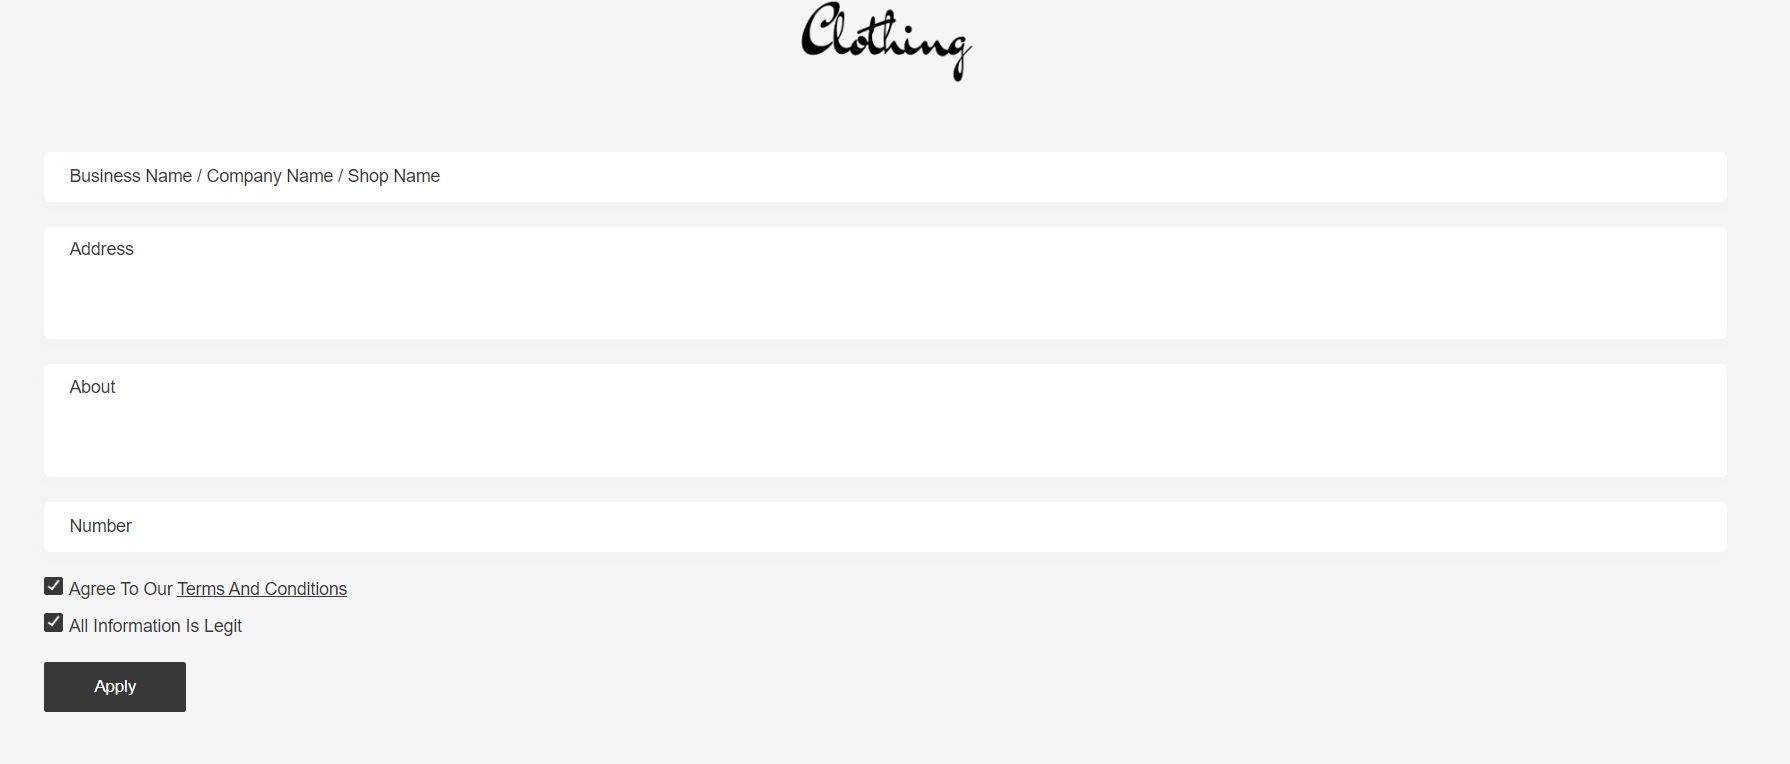 Clothing
Business Name / Company Name / Shop Name
Address
About
Number
Agree To Our Terms And Conditions
All Information Is Legit
Apply